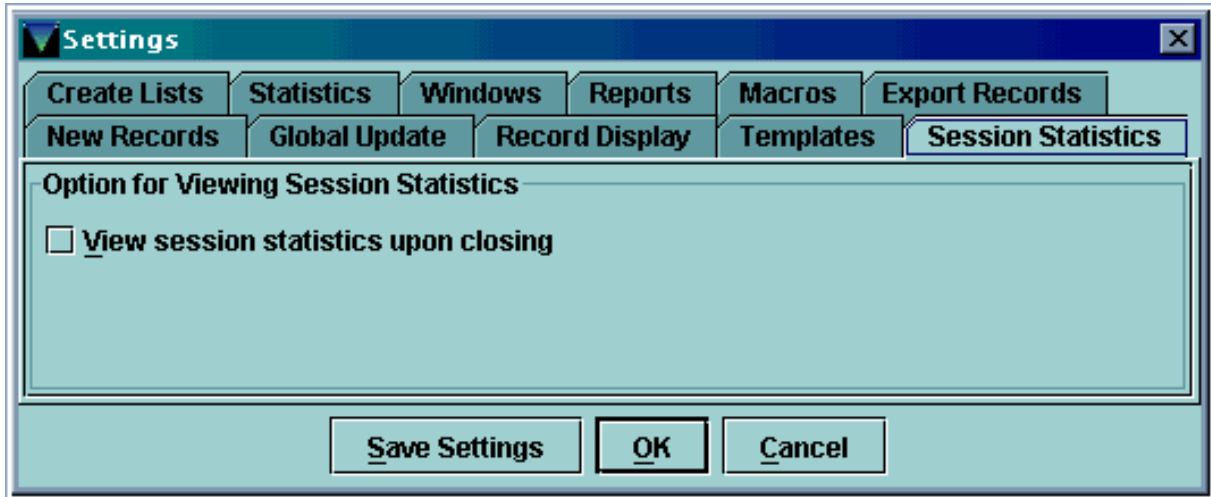 Settings
Create Lists Statistics Windows Reports Macros Export Records
New Records Global Update Record Display Templates Session Statistics
Option for Viewing Session Statistics
View session statistics upon closing
Save Settings OK Cancel